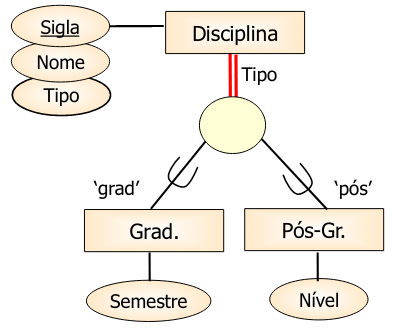 Sigla
Disciplina
Nome
Tipo
Tipo
‘grad’
‘pós’
Grad.
Pós-Gr.
Semestre
Nível